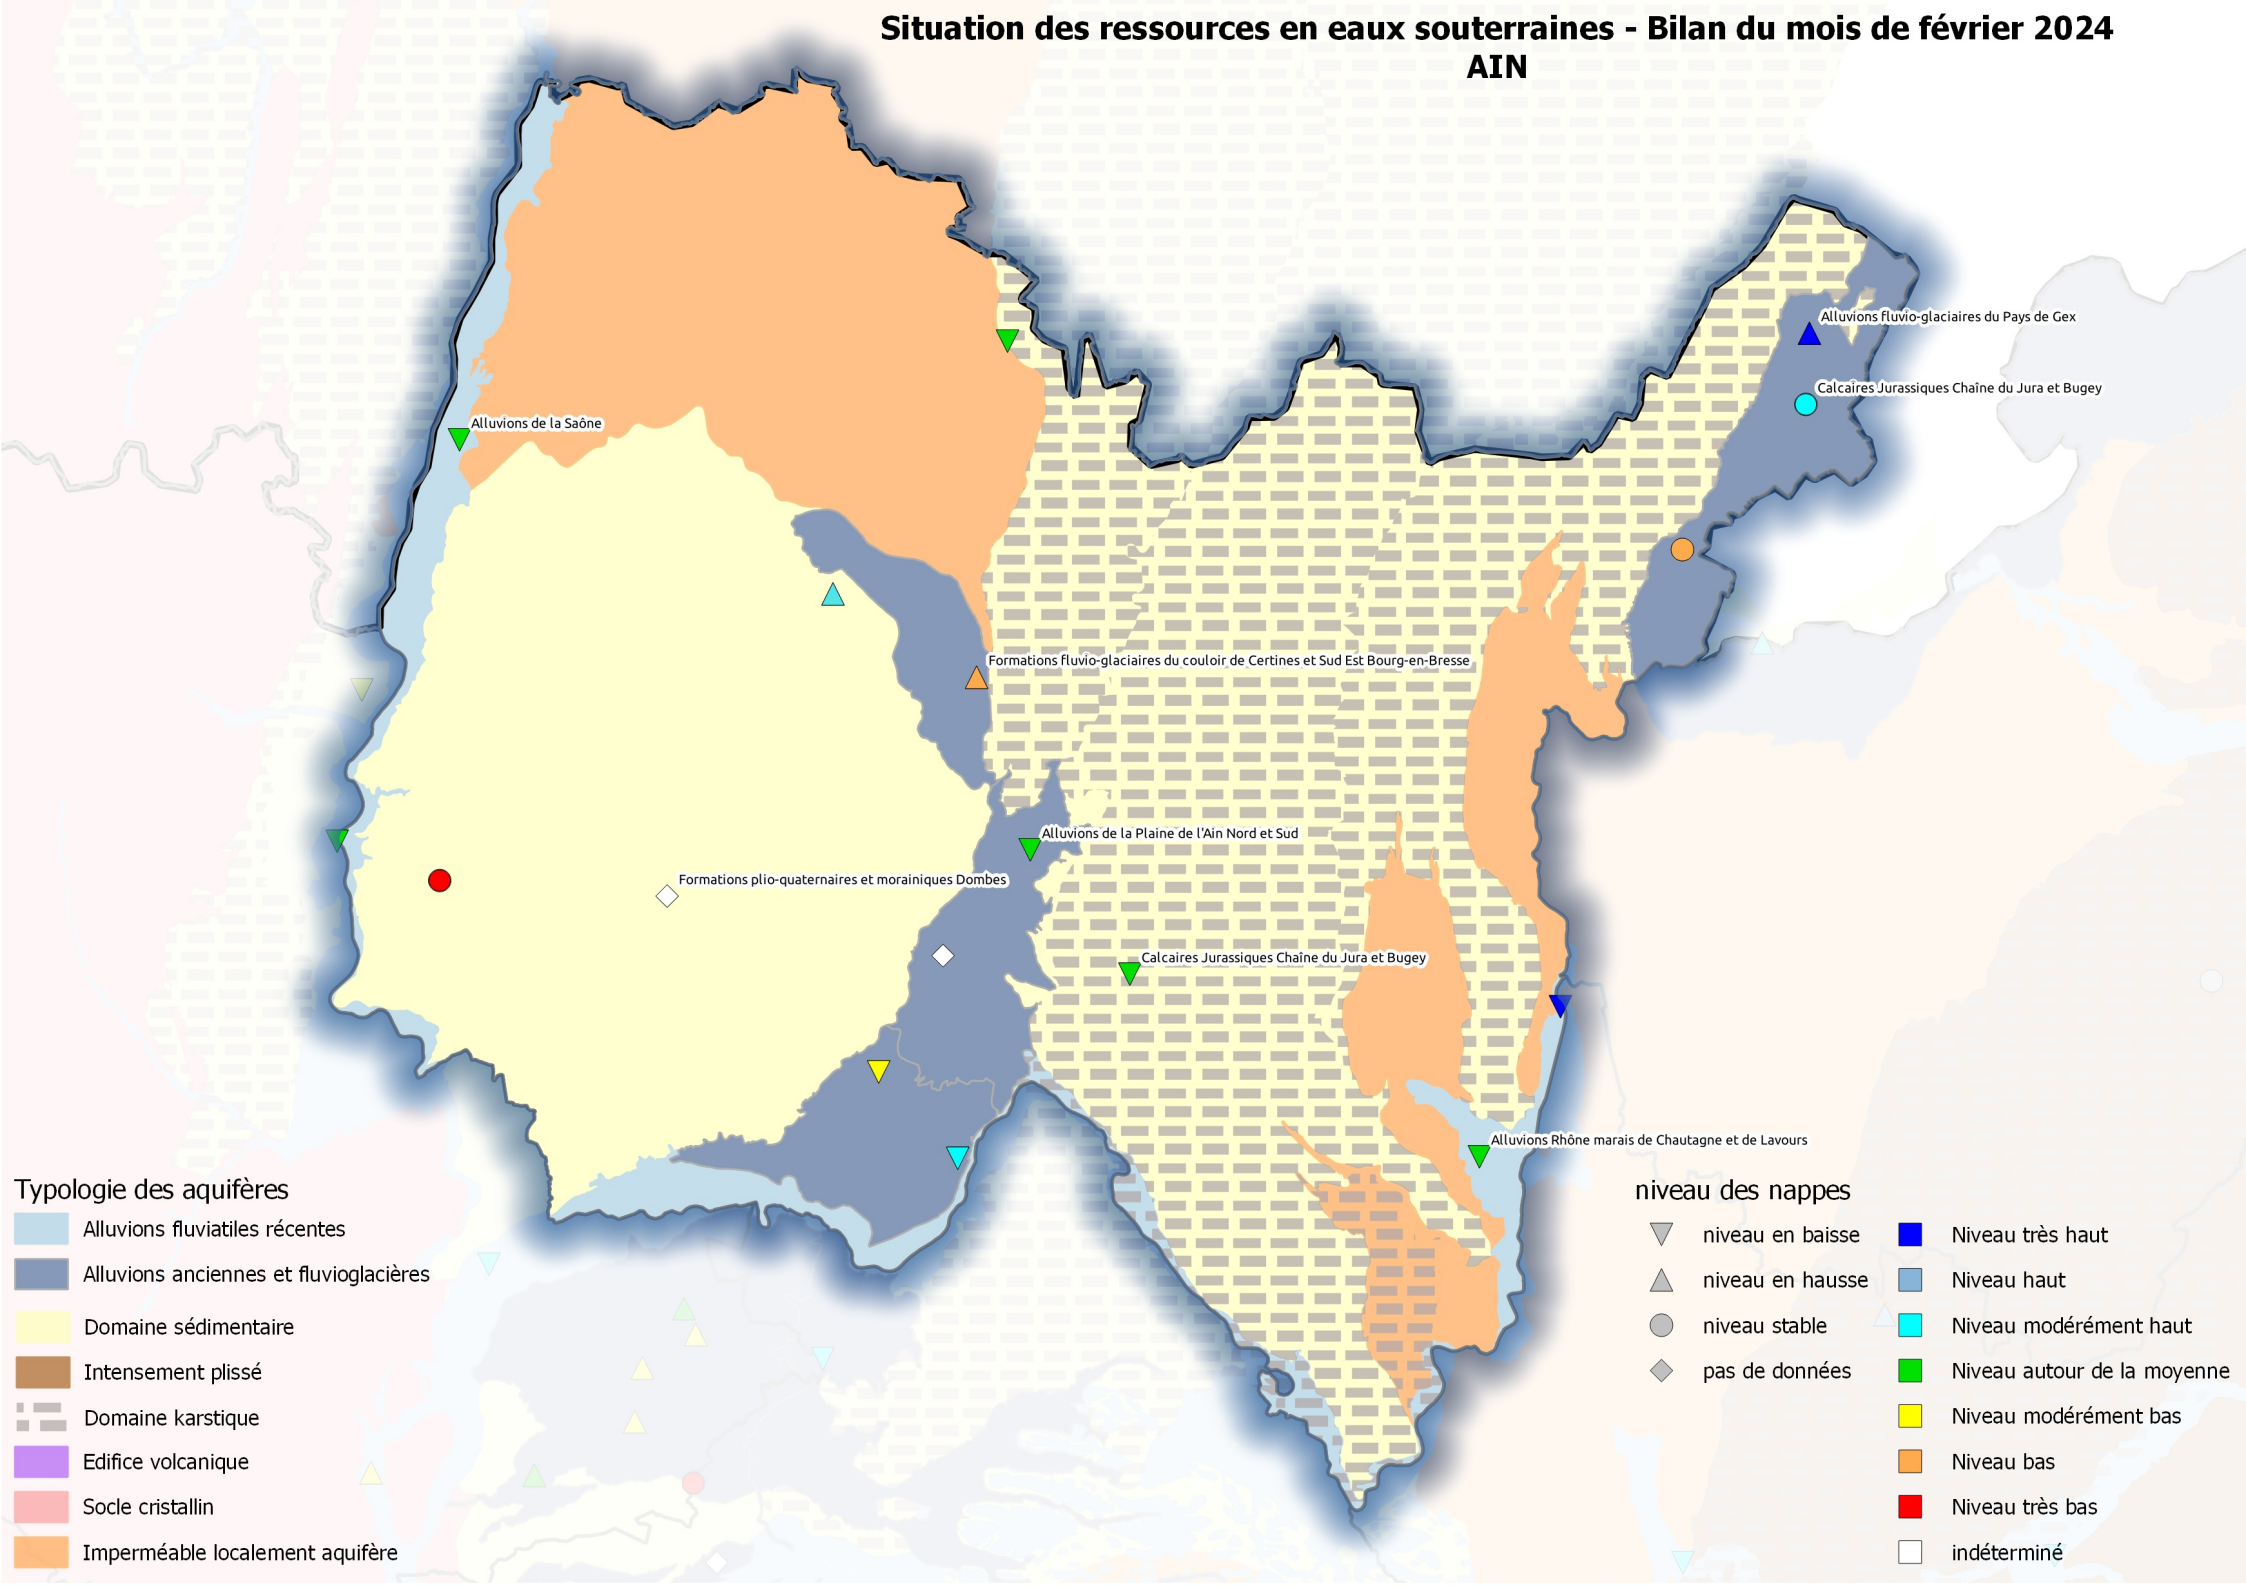 Situation des ressources en eaux souterraines - Bilan du mois de février 2024
AIN
Alluvions fluvio-glaciaires du Pays de Gex
Calcaires Jurassiques Chaîne du Jura et Bugey
Alluvions de la Saône
Formations fluvio-glaciaires du couloir de Certines et Sud Est Bourg-en-Bresse
Alluvions de la Plaine de l'Ain Nord et Sud
Formations plio-quaternaires et morainiques Dombes
Calcaires Jurassiques Chaîne du Jura et Bugey
Alluvions Rhône marais de Chautagne et de Lavours
Typologie des aquifères
Alluvions fluviatiles récentes
Alluvions anciennes et fluvioglacières
Domaine sédimentaire
Intensement plissé
Domaine karstique
Edifice volcanique
Socle cristallin
Imperméable localement aquifère
niveau des nappes
niveau en baisse
niveau en hausse
niveau stable
pas de données
Niveau très haut
Niveau haut
Niveau modérément haut
Niveau autour de la moyenne
Niveau modérément bas
Niveau bas
Niveau très bas
indéterminé